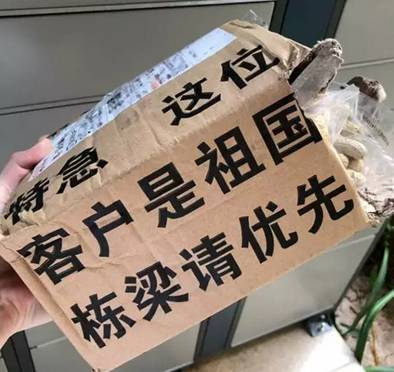 特急 这位
客户是祖国
栋梁请优先